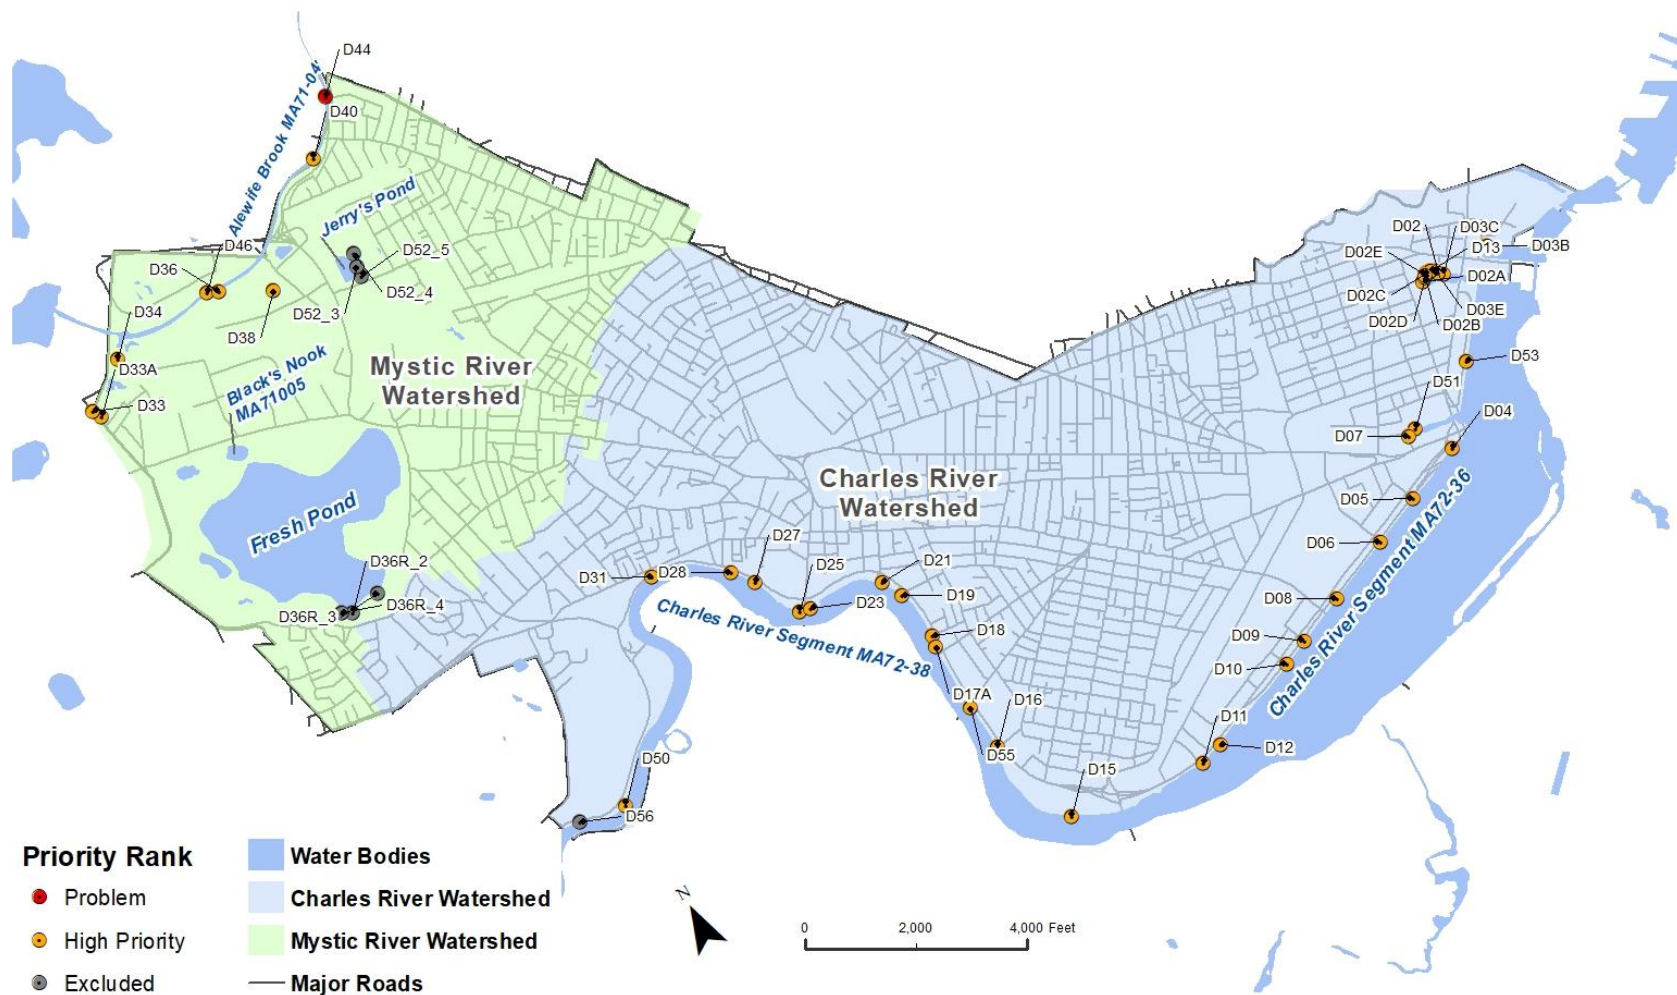 D44
Alewife Brook MA71-04
D40
Jerry's Pond
D46
D52_5
D36
D52_4
D34
D52_3
D38
D33A
Black's Nook
MA71005
Mystic River
Watershed
D33
Fresh Pond
D36R_2
D36R_4
D36R_3
D02
D03C
D02E
D13
D03B
D02A
D02C
D03E
D02D
D02B
D53
D51
D04
D07
Charles River
Watershed
D05
D06
Charles River Segment MA72-36
D27
D25
D21
D31
D28
D23
D19
D08
Charles River Segment MA72-38
D18
D09
D10
D17A
D16
D11
D12
D55
D15
D50
D56
Priority Rank
Problem
High Priority
Excluded
Water Bodies
Charles River Watershed
Mystic River Watershed
Major Roads
N
0 2,000 4,000 Feet